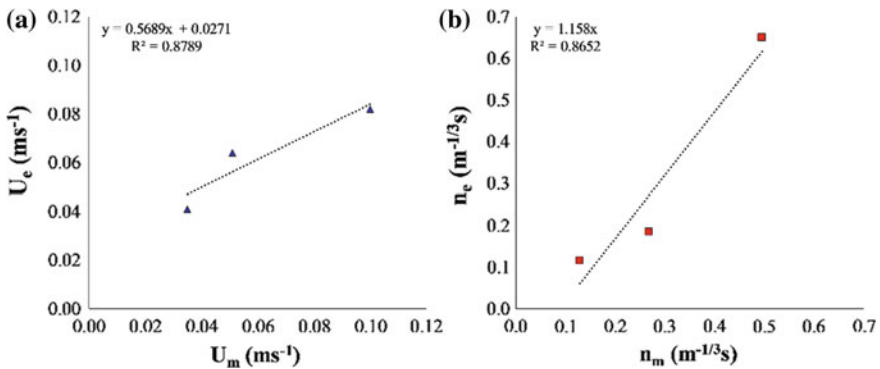 (a)
y = 0.5689x + 0.0271
R² = 0.8789
0.12
0.10
0.08
0.06
0.04
0.02
0.00
Uₑ (ms⁻¹)
0.00 0.02 0.04 0.06 0.08 0.10 0.12
Uₘ (ms⁻¹)
(b)
y = 1.158x
R² = 0.8652
0.7
0.6
0.5
0.4
0.3
0.2
0.1
0.0
nₑ (m⁻¹/³s)
0.0 0.1 0.2 0.3 0.4 0.5 0.6 0.7
nₘ (m⁻¹/³s)